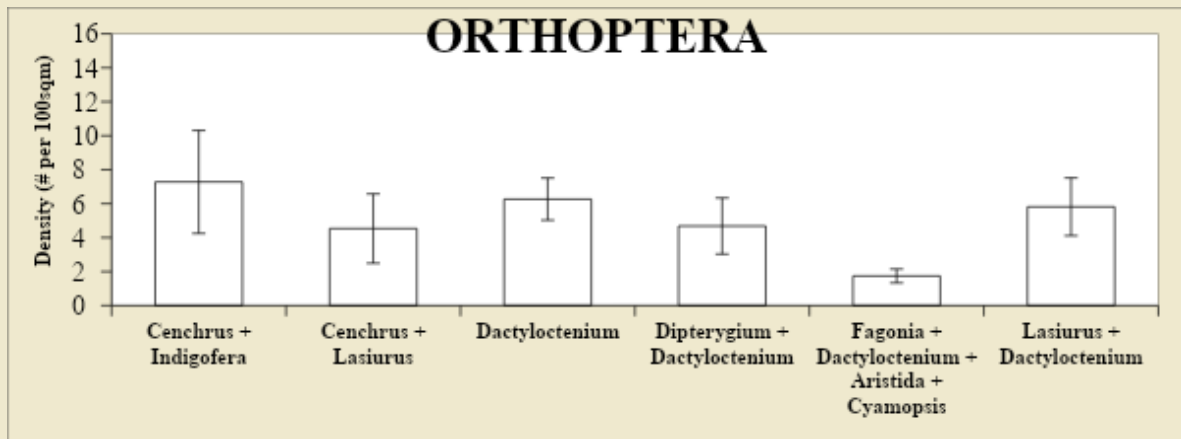 ORTHOPTERA
Density (# per 100sqm)
16
14
12
10
8
6
4
2
0
Cenchrus +
Indigofera
Cenchrus +
Lasiurus
Dactyloctenium
Dipterygium +
Dactyloctenium
Fagonia +
Dactyloctenium +
Aristida +
Cyamopsis
Lasiurus +
Dactyloctenium